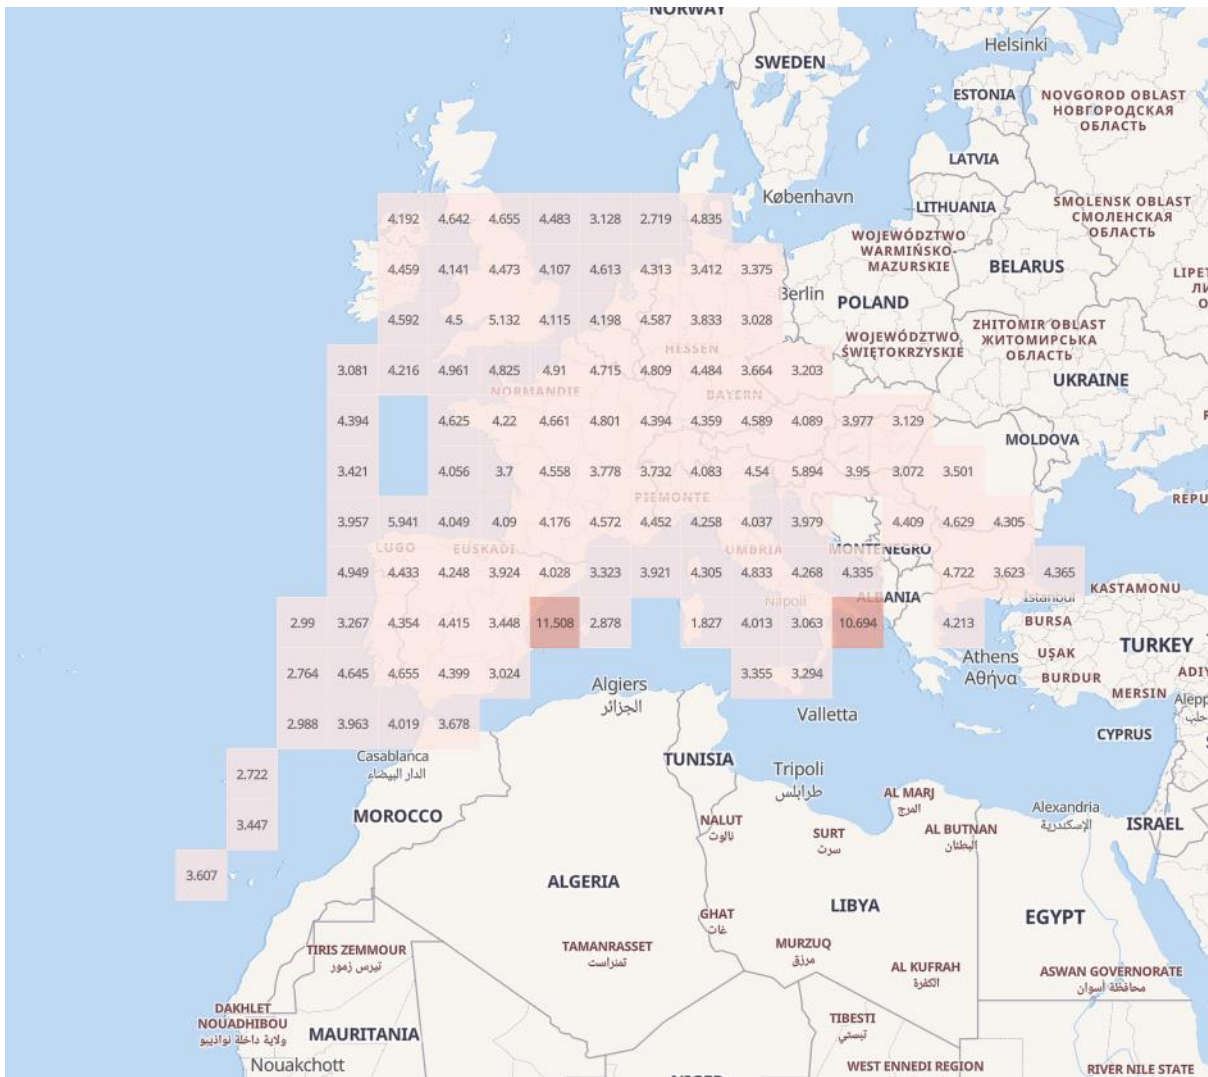 NORWAY
Helsinki
SWEDEN
ESTONIA
NOVGOROD OBLAST
НОВГОРОДСКАЯ
ОБЛАСТЬ
LATVIA
København
LITHUANIA
SMOLENSK OBLAST
СМОЛЕНСКАЯ
ОБЛАСТЬ
4.192 4.642 4.655 4.483 3.128 2.719 4.835
WOJEWÓDZTWO
WARMIŃSKO-
MAZURSKIE
BELARUS
4.459 4.141 4.473 4.107 4.613 4.313 3.412 3.375
Berlin
POLAND
4.592 4.5 5.132 4.115 4.198 4.587 3.833 3.028
WOJEWÓDZTWO
ŚWIĘTOKRZYSKIE
ZHITOMIR OBLAST
ЖИТОМИРСЬКА
ОБЛАСТЬ
HESSEN
3.081 4.216 4.961 4.825 4.91 4.715 4.809 4.484 3.664 3.203
UKRAINE
NORMANDIE
BAYERN
4.394 4.625 4.22 4.661 4.801 4.394 4.359 4.589 4.089 3.977 3.129
MOLDOVA
3.421 4.056 3.7 4.558 3.778 3.732 4.083 4.54 5.894 3.95 3.072 3.501
PIEMONTE
3.957 5.941 4.049 4.09 4.176 4.572 4.452 4.258 4.037 3.979 4.409 4.629 4.305
LUGO
EUSKADI
UMBRIA
MONTENEGRO
4.949 4.433 4.248 3.924 4.028 3.323 3.921 4.305 4.833 4.268 4.335 4.722 3.623 4.365
KASTAMONU
Napoli
ALBANIA
Istanbul
2.99 3.267 4.354 4.415 3.448 11.508 2.878 1.827 4.013 3.063 10.694 4.213
BURSA
TURKEY
UŞAK
Athens
Αθήνα
BURDUR
MERSIN
2.764 4.645 4.655 4.399 3.024 3.355 3.294
Algiers
الجزائر
Valletta
2.988 3.963 4.019 3.678
CYPRUS
Casablanca
الدار البيضاء
TUNISIA
Tripoli
طرابلس
2.722
MOROCCO
AL MARJ
المرج
Alexandria
الإسكندرية
ISRAEL
3.447
NALUT
نالوت
SURT
سرت
AL BUTNAN
البطنان
3.607
ALGERIA
LIBYA
EGYPT
GHAT
غات
TIRIS ZEMMOUR
تيرس زمور
TAMANRASSET
تمنراست
MURZUQ
مرزق
AL KUFRAH
الكفرة
ASWAN GOVERNORATE
محافظة أسوان
DAKHLET
NOUADHIBOU
ولاية داخلة نواذيبو
MAURITANIA
TIBESTI
تيبستي
Nouakchott
WEST ENNEDI REGION
RIVER NILE STATE